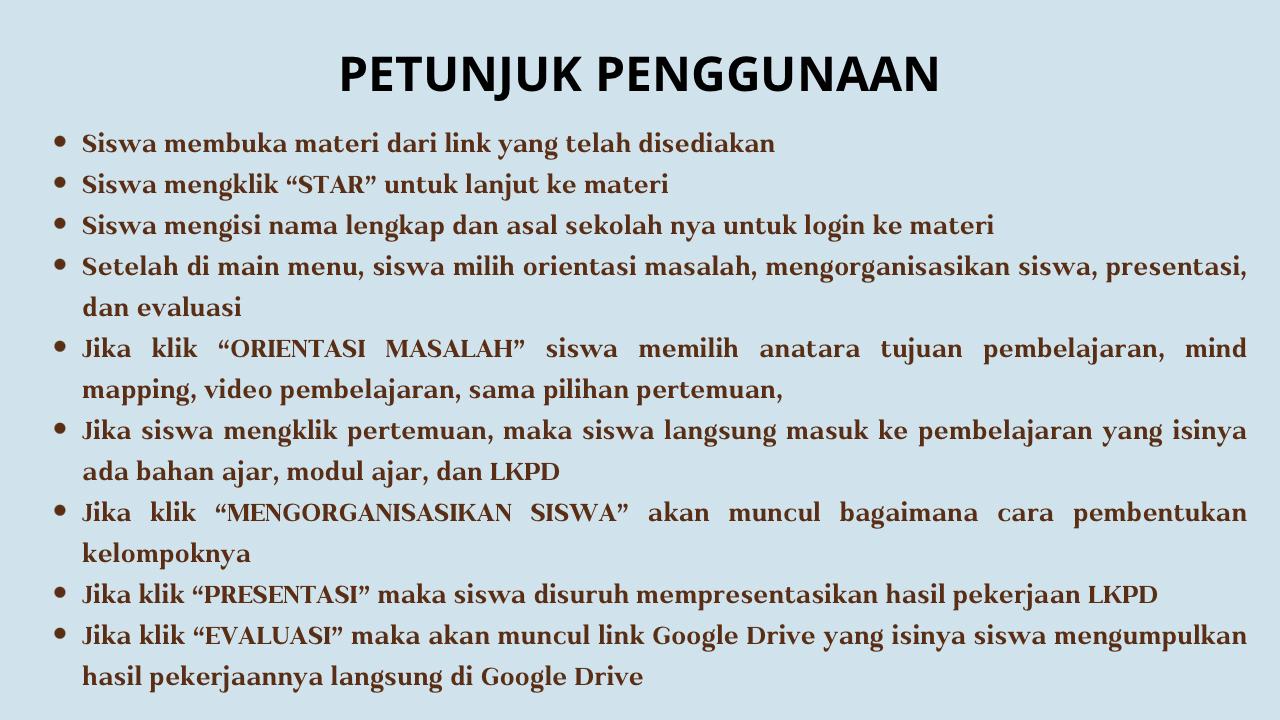 PETUNJUK PENGGUNAAN
• Siswa membuka materi dari link yang telah disediakan
• Siswa mengklik “STAR” untuk lanjut ke materi
• Siswa mengisi nama lengkap dan asal sekolah nya untuk login ke materi
• Setelah di main menu, siswa milih orientasi masalah, mengorganisasikan siswa, presentasi,
dan evaluasi
• Jika klik “ORIENTASI MASALAH” siswa memilih anatara tujuan pembelajaran, mind
mapping, video pembelajaran, sama pilihan pertemuan,
• Jika siswa mengklik pertemuan, maka siswa langsung masuk ke pembelajaran yang isinya
ada bahan ajar, modul ajar, dan LKPD
• Jika klik “MENGORGANISASIKAN SISWA” akan muncul bagaimana cara pembentukan
kelompoknya
• Jika klik “PRESENTASI” maka siswa disuruh mempresentasikan hasil pekerjaan LKPD
• Jika klik “EVALUASI” maka akan muncul link Google Drive yang isinya siswa mengumpulkan
hasil pekerjaannya langsung di Google Drive